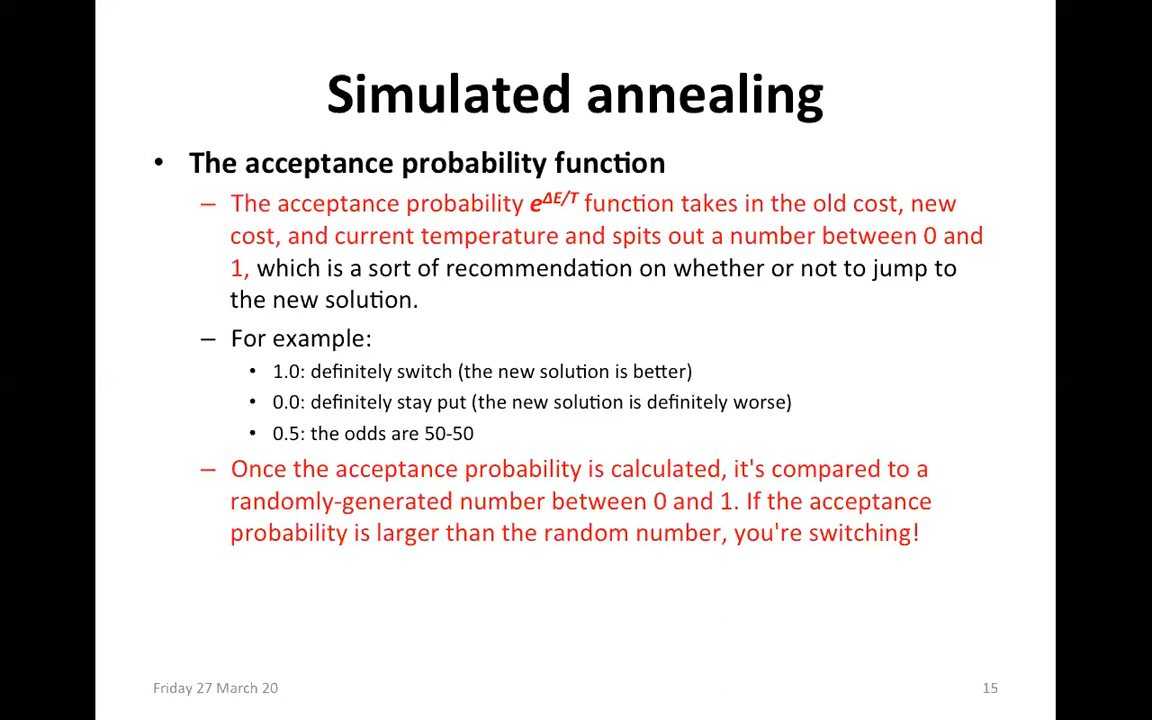 Simulated annealing
• The acceptance probability function
– The acceptance probability e^ΔE/T function takes in the old cost, new
cost, and current temperature and spits out a number between 0 and
1, which is a sort of recommendation on whether or not to jump to
the new solution.
– For example:
• 1.0: definitely switch (the new solution is better)
• 0.0: definitely stay put (the new solution is definitely worse)
• 0.5: the odds are 50-50
– Once the acceptance probability is calculated, it's compared to a
randomly-generated number between 0 and 1. If the acceptance
probability is larger than the random number, you're switching!
Friday 27 March 20
15